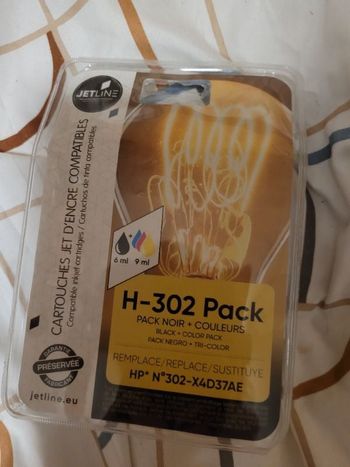 JETLINE
CARTOUCHES JET D'ENCRE COMPATIBLES
Compatible inkjet cartridges / Cartuchos de tinta compatibles
6 ml 9 ml
H-302 Pack
PACK NOIR + COULEURS
BLACK + COLOR PACK
PACK NEGRO + TRI-COLOR
REMPLACE/REPLACE/SUSTITUYE
HP* N°302-X4D37AE
GARANTIE
PRÉSERVÉE
FABRICANT
jetline.eu